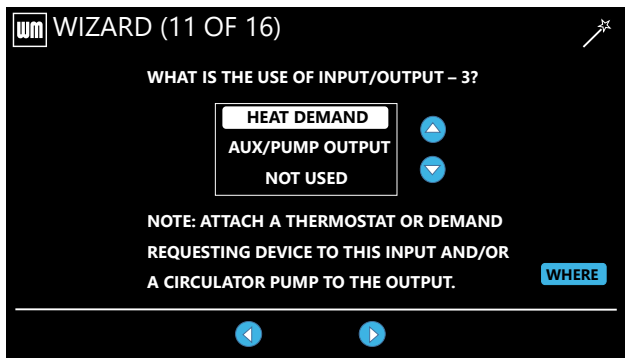 wm WIZARD (11 OF 16)
WHAT IS THE USE OF INPUT/OUTPUT – 3?
HEAT DEMAND
AUX/PUMP OUTPUT
NOT USED
NOTE: ATTACH A THERMOSTAT OR DEMAND
REQUESTING DEVICE TO THIS INPUT AND/OR
A CIRCULATOR PUMP TO THE OUTPUT.
WHERE